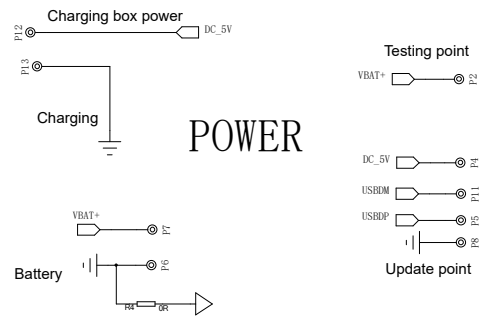 Charging box power
P12
DC_5V
P13
Charging
POWER
Testing point
VBAT+
P2
DC_5V
P4
USBDM
P11
USBDP
P5
P8
Update point
VBAT+
P7
Battery
P6
R4
0R